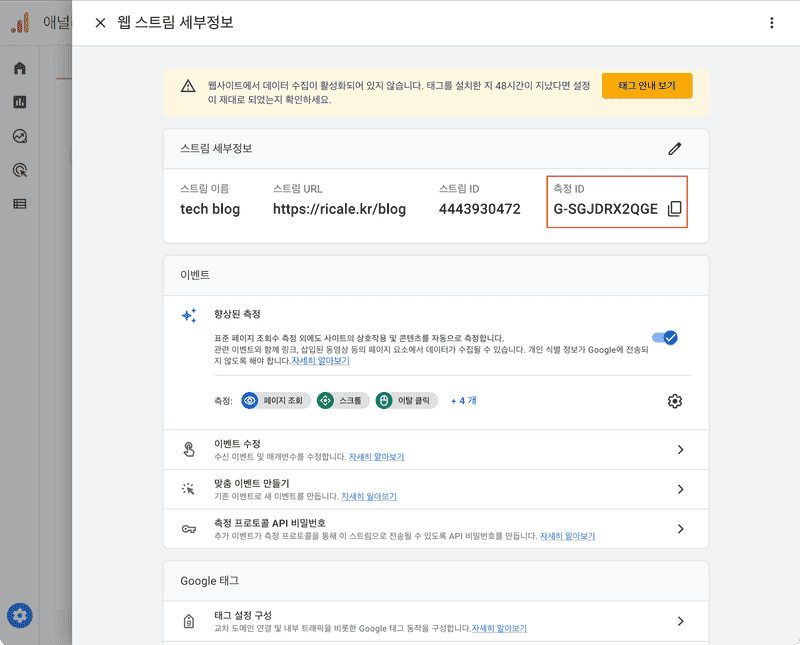 애널
웹 스트림 세부정보
웹사이트에서 데이터 수집이 활성화되어 있지 않습니다. 태그를 설치한 지 48시간이 지났다면 설정
이 제대로 되었는지 확인하세요.
태그 안내 보기
스트림 세부정보
스트림 이름
스트림 URL
스트림 ID
측정 ID
tech blog
https://ricale.kr/blog
4443930472
G-SGJDRX2QGE
이벤트
향상된 측정
표준 페이지 조회수 측정 외에도 사이트의 상호작용 및 콘텐츠를 자동으로 측정합니다.
관련 이벤트와 함께 링크, 삽입된 동영상 등의 페이지 요소에서 데이터가 수집될 수 있습니다. 개인 식별 정보가 Google에 전송되
지 않도록 해야 합니다.자세히 알아보기
측정: 페이지 조회 스크롤 이탈 클릭 + 4 개
이벤트 수정
수신 이벤트 및 매개변수를 수정합니다. 자세히 알아보기
맞춤 이벤트 만들기
기존 이벤트로 새 이벤트를 만듭니다. 자세히 알아보기
측정 프로토콜 API 비밀번호
추가 이벤트가 측정 프로토콜을 통해 이 스트림으로 전송될 수 있도록 API 비밀번호를 만듭니다. 자세히 알아보기
Google 태그
태그 설정 구성
교차 도메인 연결 및 내부 트래픽을 비롯한 Google 태그 동작을 구성합니다.자세히 알아보기